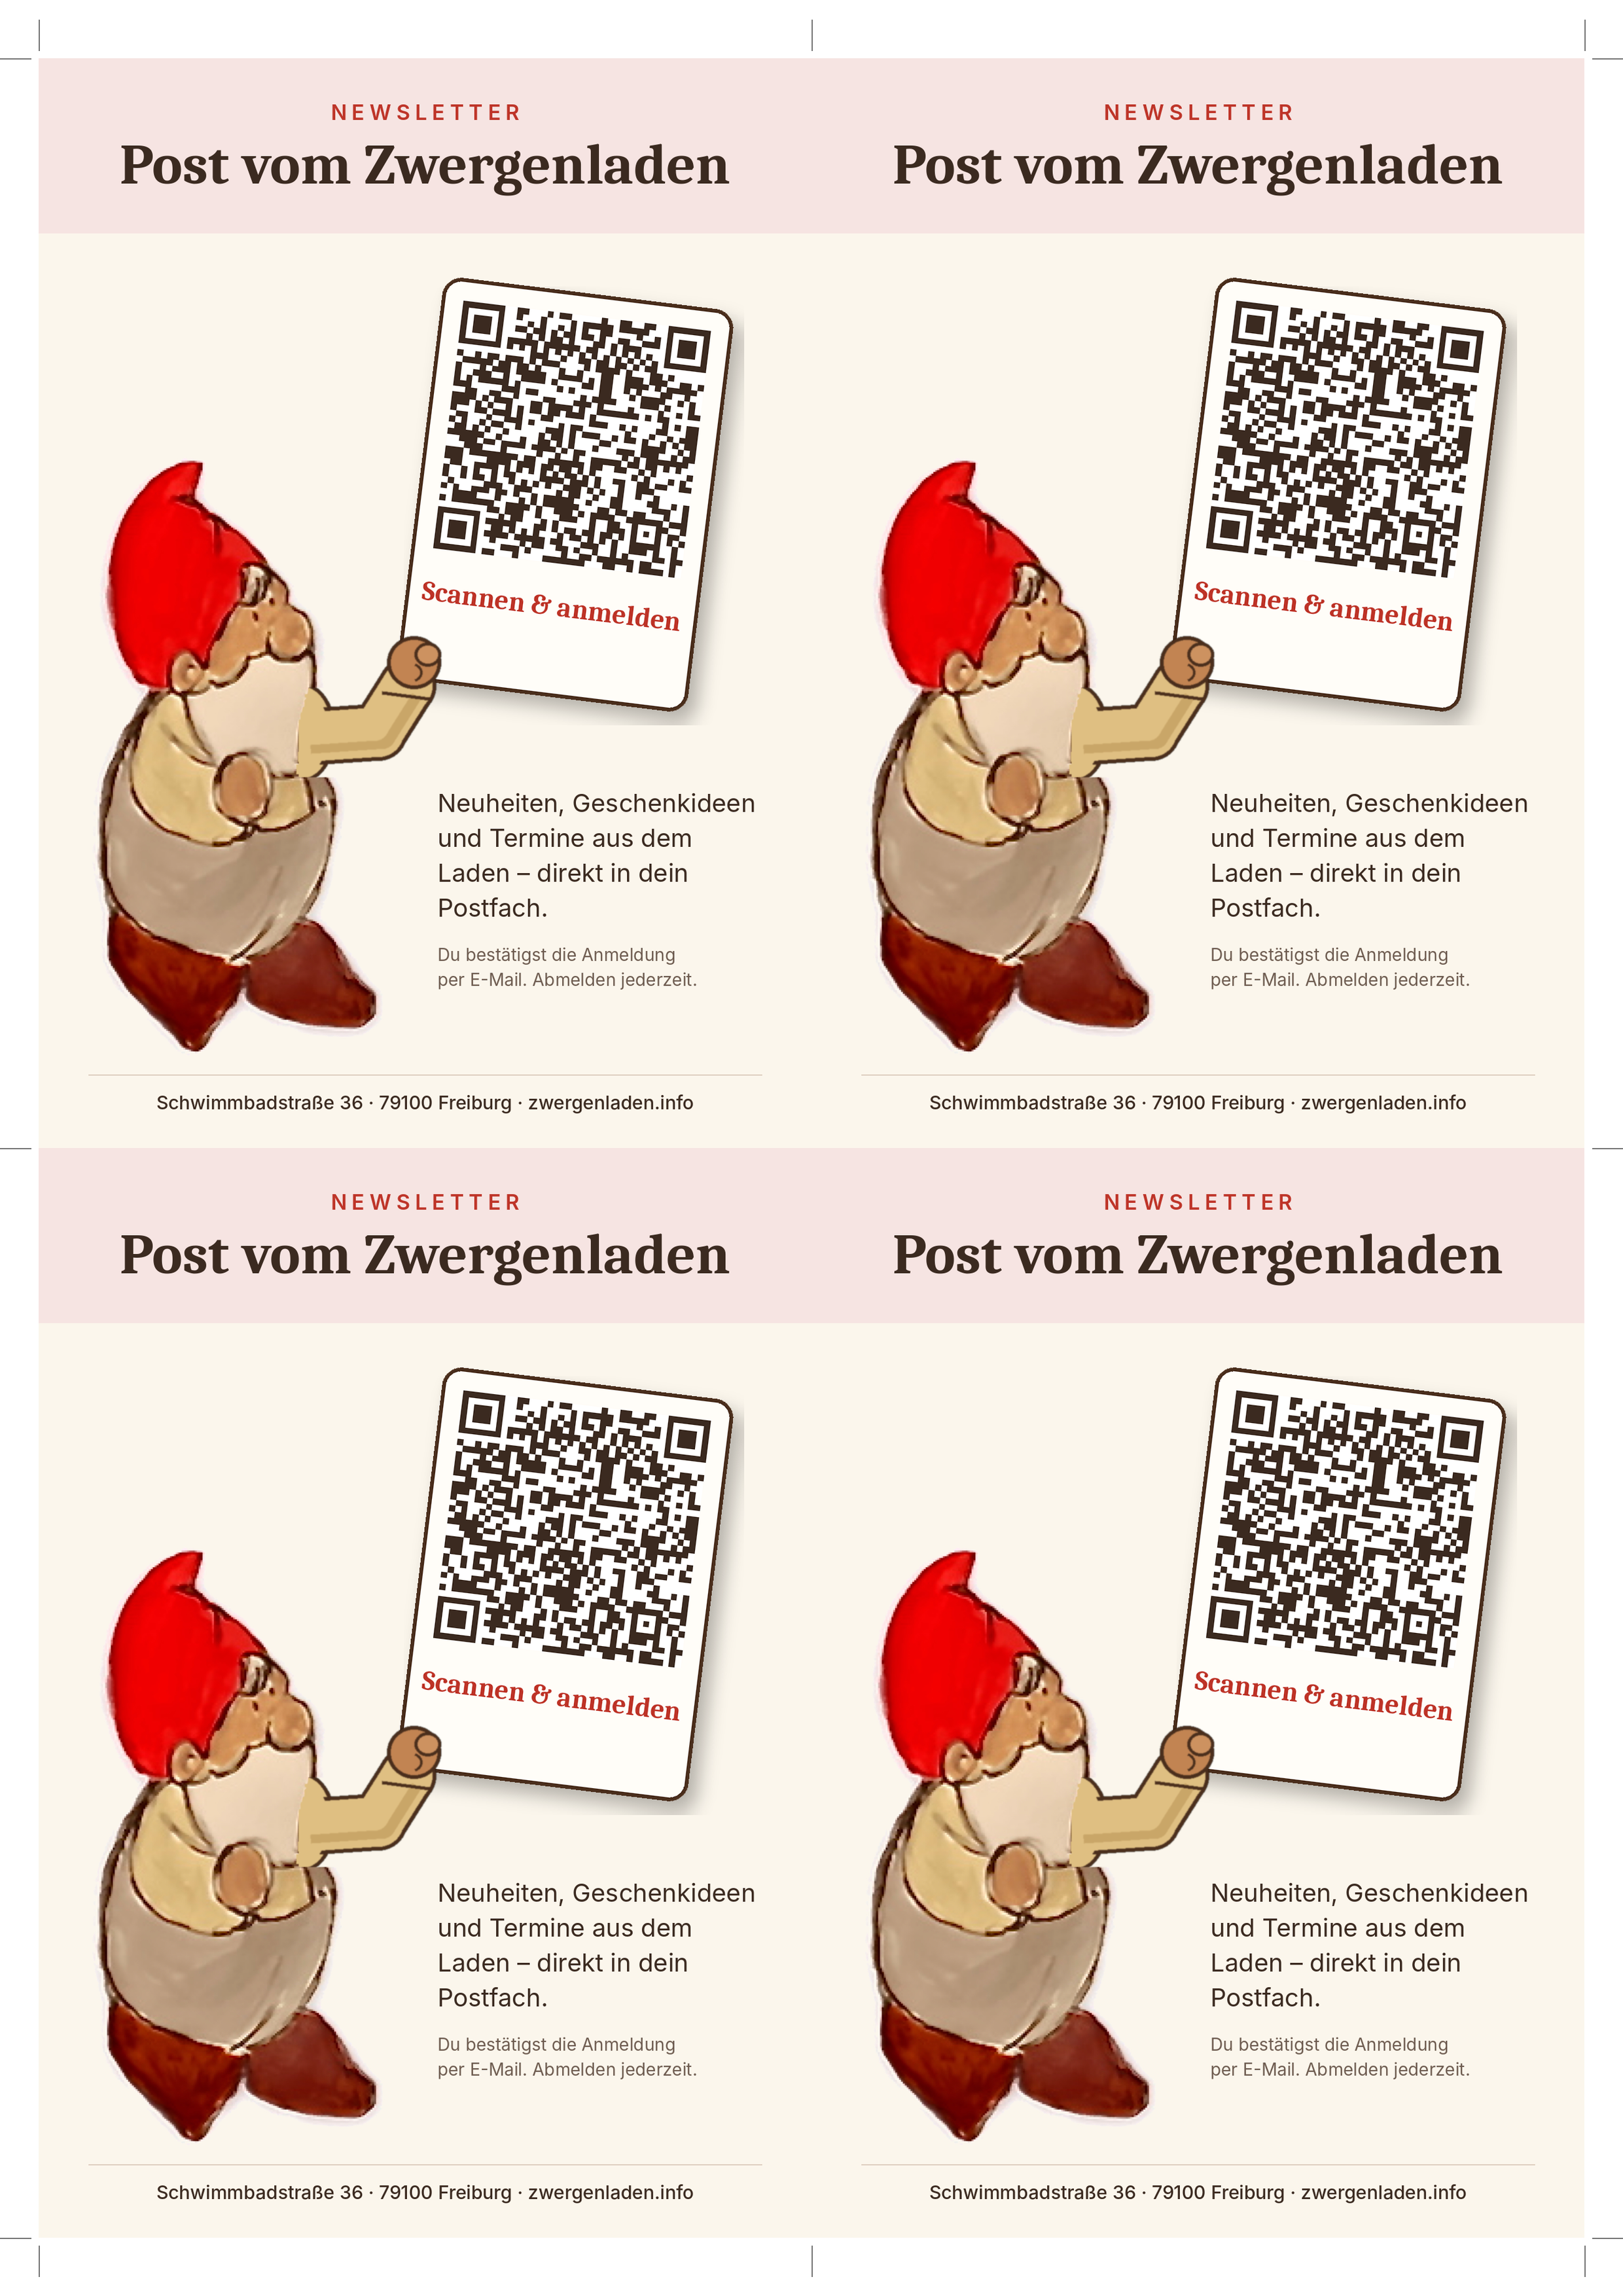 NEWSLETTER
Post vom Zwergenladen
Scannen & anmelden
Neuheiten, Geschenkideen
und Termine aus dem
Laden – direkt in dein
Postfach.
Du bestätigst die Anmeldung
per E-Mail. Abmelden jederzeit.
Schwimmbadstraße 36 · 79100 Freiburg · zwergenladen.info
NEWSLETTER
Post vom Zwergenladen
Scannen & anmelden
Neuheiten, Geschenkideen
und Termine aus dem
Laden – direkt in dein
Postfach.
Du bestätigst die Anmeldung
per E-Mail. Abmelden jederzeit.
Schwimmbadstraße 36 · 79100 Freiburg · zwergenladen.info
NEWSLETTER
Post vom Zwergenladen
Scannen & anmelden
Neuheiten, Geschenkideen
und Termine aus dem
Laden – direkt in dein
Postfach.
Du bestätigst die Anmeldung
per E-Mail. Abmelden jederzeit.
Schwimmbadstraße 36 · 79100 Freiburg · zwergenladen.info
NEWSLETTER
Post vom Zwergenladen
Scannen & anmelden
Neuheiten, Geschenkideen
und Termine aus dem
Laden – direkt in dein
Postfach.
Du bestätigst die Anmeldung
per E-Mail. Abmelden jederzeit.
Schwimmbadstraße 36 · 79100 Freiburg · zwergenladen.info